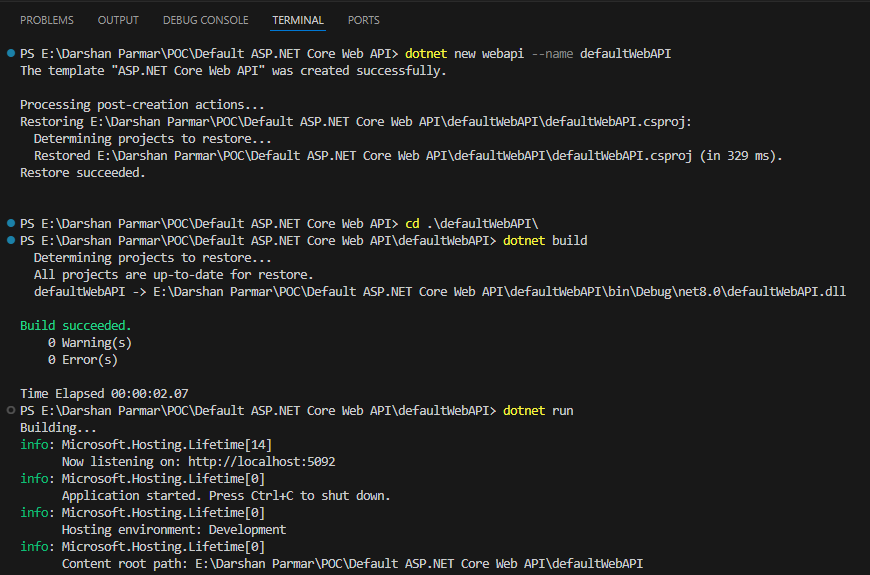 PROBLEMS OUTPUT DEBUG CONSOLE TERMINAL PORTS
PS E:\Darshan Parmar\POC\Default ASP.NET Core Web API> dotnet new webapi --name defaultWebAPI
The template "ASP.NET Core Web API" was created successfully.
Processing post-creation actions...
Restoring E:\Darshan Parmar\POC\Default ASP.NET Core Web API\defaultWebAPI\defaultWebAPI.csproj:
Determining projects to restore...
Restored E:\Darshan Parmar\POC\Default ASP.NET Core Web API\defaultWebAPI\defaultWebAPI.csproj (in 329 ms).
Restore succeeded.
PS E:\Darshan Parmar\POC\Default ASP.NET Core Web API> cd .\defaultWebAPI\
PS E:\Darshan Parmar\POC\Default ASP.NET Core Web API\defaultWebAPI> dotnet build
Determining projects to restore...
All projects are up-to-date for restore.
defaultWebAPI -> E:\Darshan Parmar\POC\Default ASP.NET Core Web API\defaultWebAPI\bin\Debug\net8.0\defaultWebAPI.dll
Build succeeded.
0 Warning(s)
0 Error(s)
Time Elapsed 00:00:02.07
PS E:\Darshan Parmar\POC\Default ASP.NET Core Web API\defaultWebAPI> dotnet run
Building...
info: Microsoft.Hosting.Lifetime[14]
Now listening on: http://localhost:5092
info: Microsoft.Hosting.Lifetime[0]
Application started. Press Ctrl+C to shut down.
info: Microsoft.Hosting.Lifetime[0]
Hosting environment: Development
info: Microsoft.Hosting.Lifetime[0]
Content root path: E:\Darshan Parmar\POC\Default ASP.NET Core Web API\defaultWebAPI